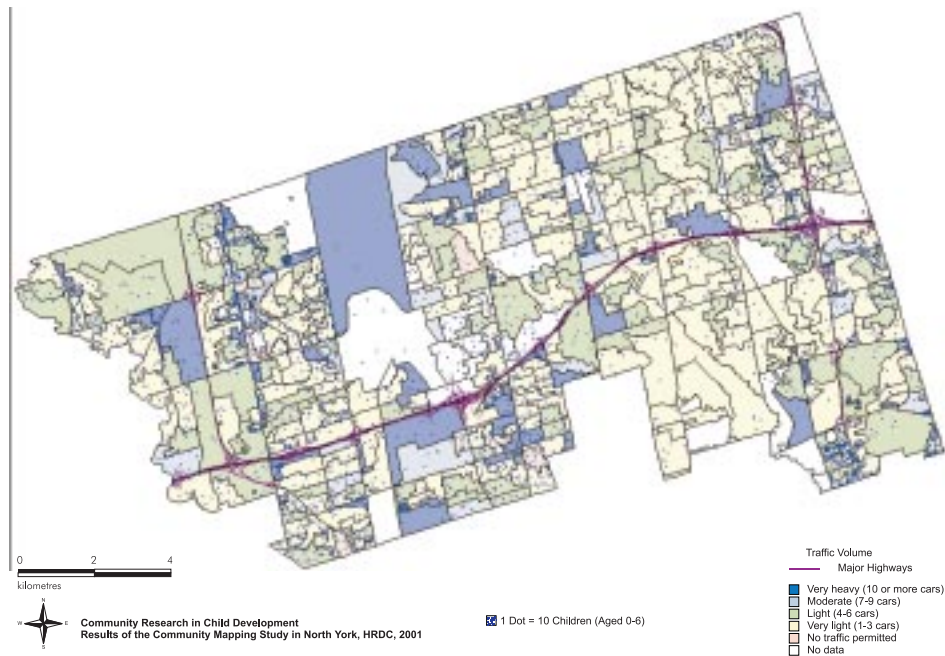 0 2 4
kilometres
N
W E
S
Community Research in Child Development
Results of the Community Mapping Study in North York, HRDC, 2001
1 Dot = 10 Children (Aged 0-6)
Traffic Volume
Major Highways
Very heavy (10 or more cars)
Moderate (7-9 cars)
Light (4-6 cars)
Very light (1-3 cars)
No traffic permitted
No data